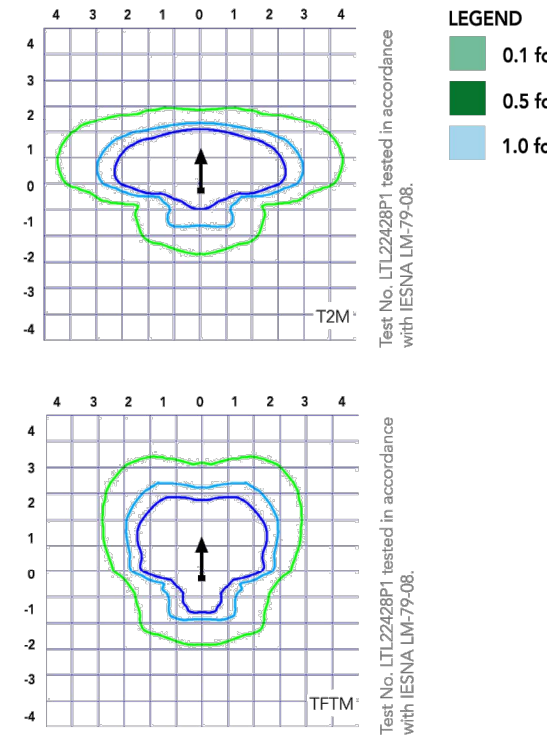 4 3 2 1 0 1 2 3 4
4
3
2
1
0
-1
-2
-3
-4
T2M
Test No. LTL22428P1 tested in accordance
with IESNA LM-79-08.
LEGEND
0.1 fc
0.5 fc
1.0 fc
4 3 2 1 0 1 2 3 4
4
3
2
1
0
-1
-2
-3
-4
TFTM
Test No. LTL22428P1 tested in accordance
with IESNA LM-79-08.